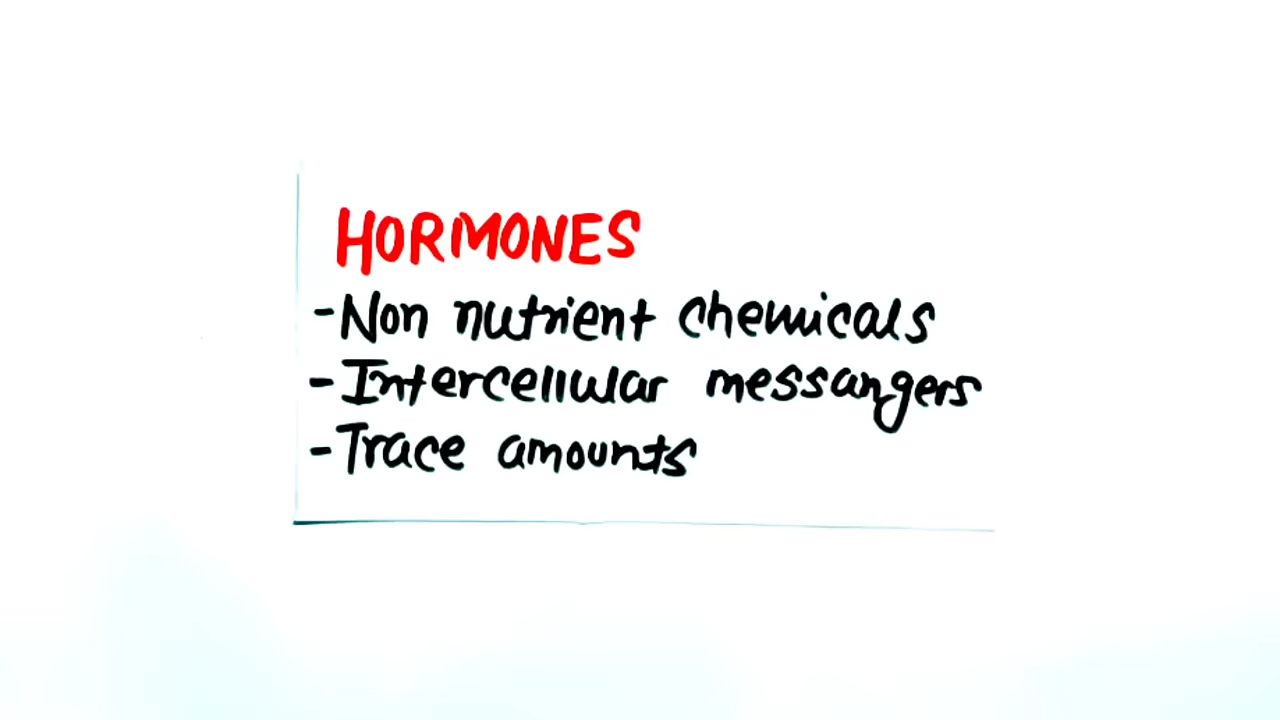 HORMONES
-Non nutrient chemicals
-Intercellular messangers
-Trace amounts